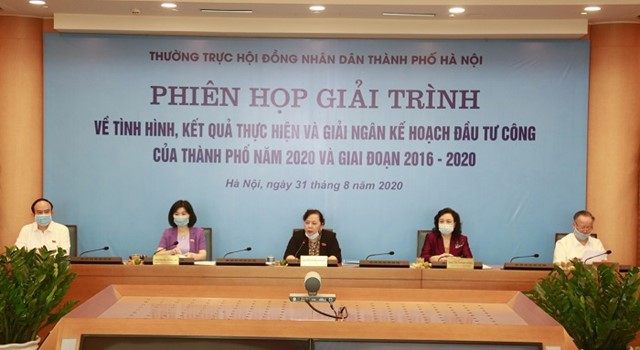 THƯỜNG TRỰC HỘI ĐỒNG NHÂN DÂN THÀNH PHỐ HÀ NỘI
PHIÊN HỌP GIẢI TRÌNH
VỀ TÌNH HÌNH, KẾT QUẢ THỰC HIỆN VÀ GIẢI NGÂN KẾ HOẠCH ĐẦU TƯ CÔNG
CỦA THÀNH PHỐ NĂM 2020 VÀ GIAI ĐOẠN 2016 - 2020
Hà Nội, ngày 31 tháng 8 năm 2020